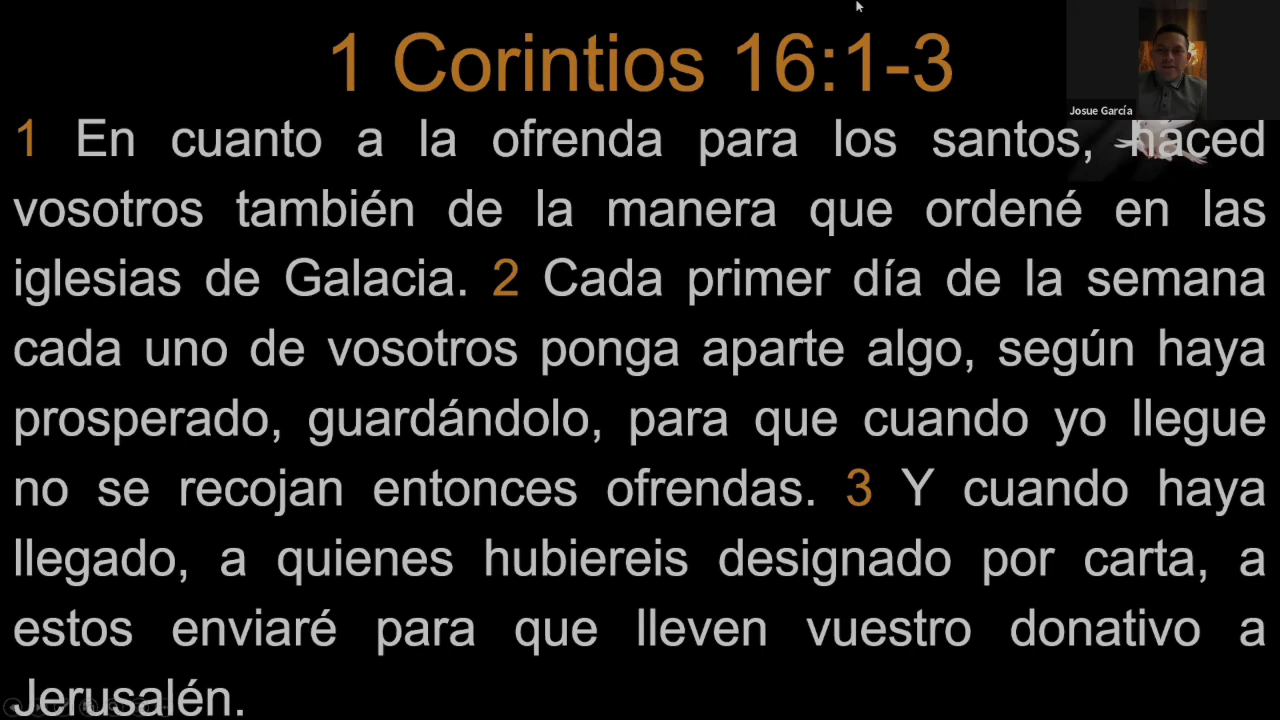 1 Corintios 16:1-3
Josue García
1 En cuanto a la ofrenda para los santos, haced
vosotros también de la manera que ordené en las
iglesias de Galacia. 2 Cada primer día de la semana
cada uno de vosotros ponga aparte algo, según haya
prosperado, guardándolo, para que cuando yo llegue
no se recojan entonces ofrendas. 3 Y cuando haya
llegado, a quienes hubiereis designado por carta, a
estos enviaré para que lleven vuestro donativo a
Jerusalén.